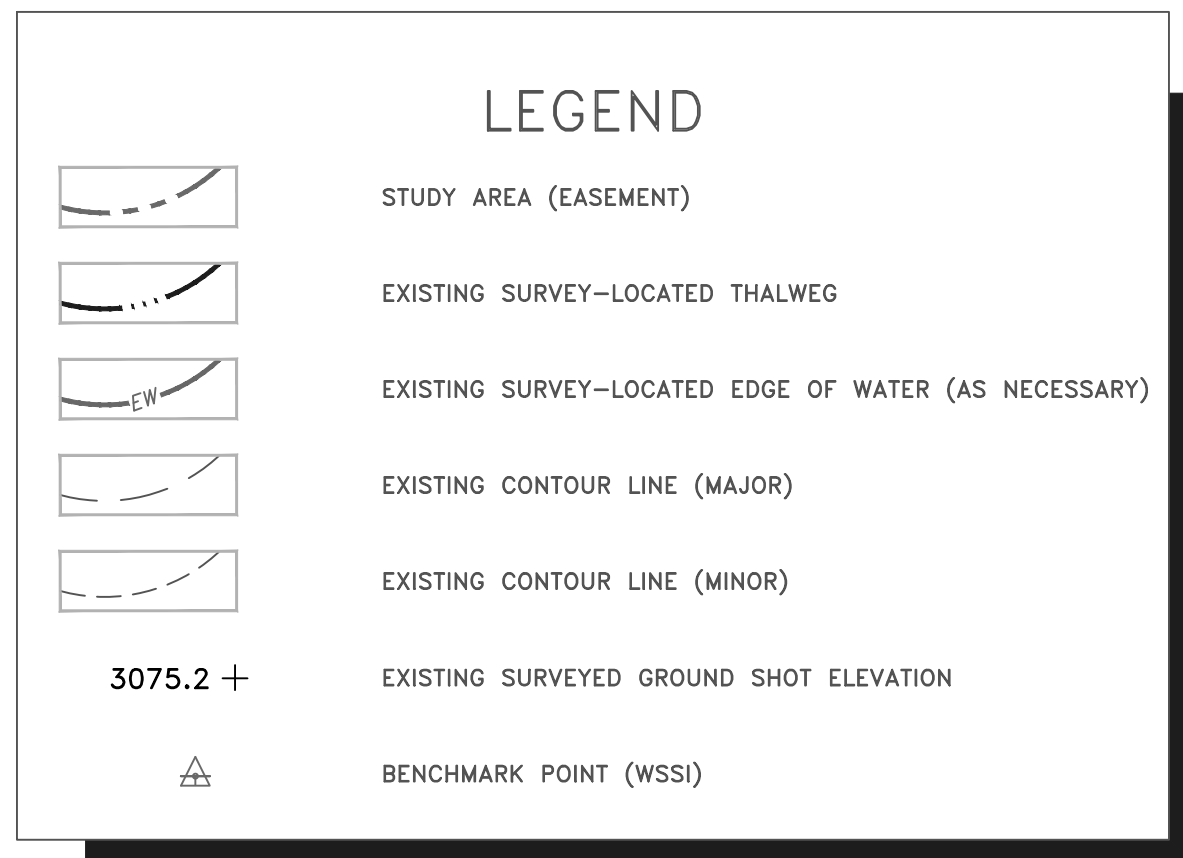 LEGEND
STUDY AREA (EASEMENT)
EXISTING SURVEY–LOCATED THALWEG
EW EXISTING SURVEY–LOCATED EDGE OF WATER (AS NECESSARY)
EXISTING CONTOUR LINE (MAJOR)
EXISTING CONTOUR LINE (MINOR)
3075.2 EXISTING SURVEYED GROUND SHOT ELEVATION
BENCHMARK POINT (WSSI)